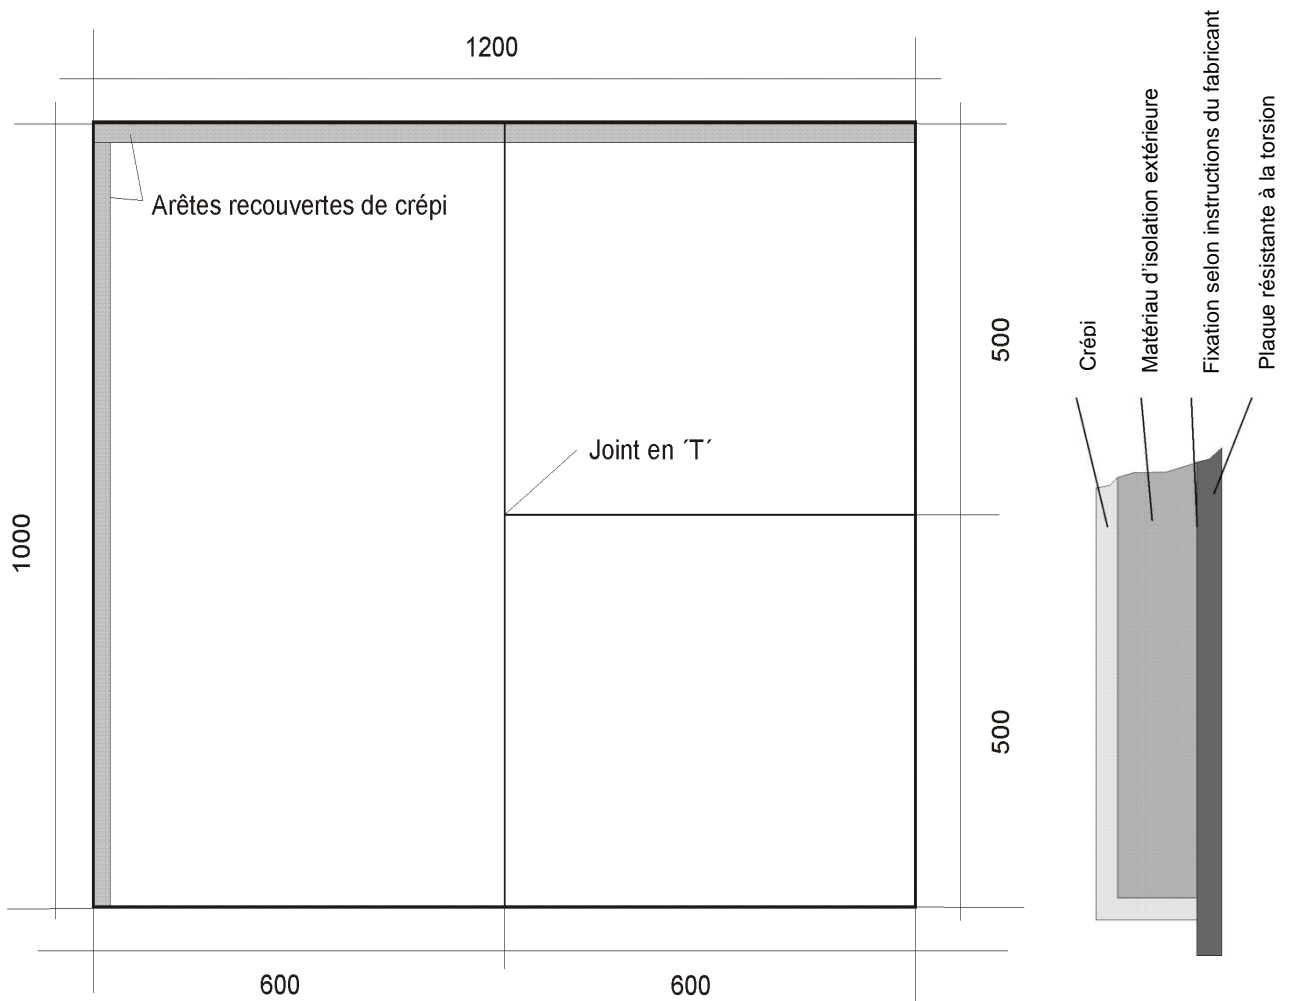 1200
Arêtes recouvertes de crépi
Joint en ´T´
1000
500
500
600
600
Crépi
Matériau d'isolation extérieure
Fixation selon instructions du fabricant
Plaque résistante à la torsion